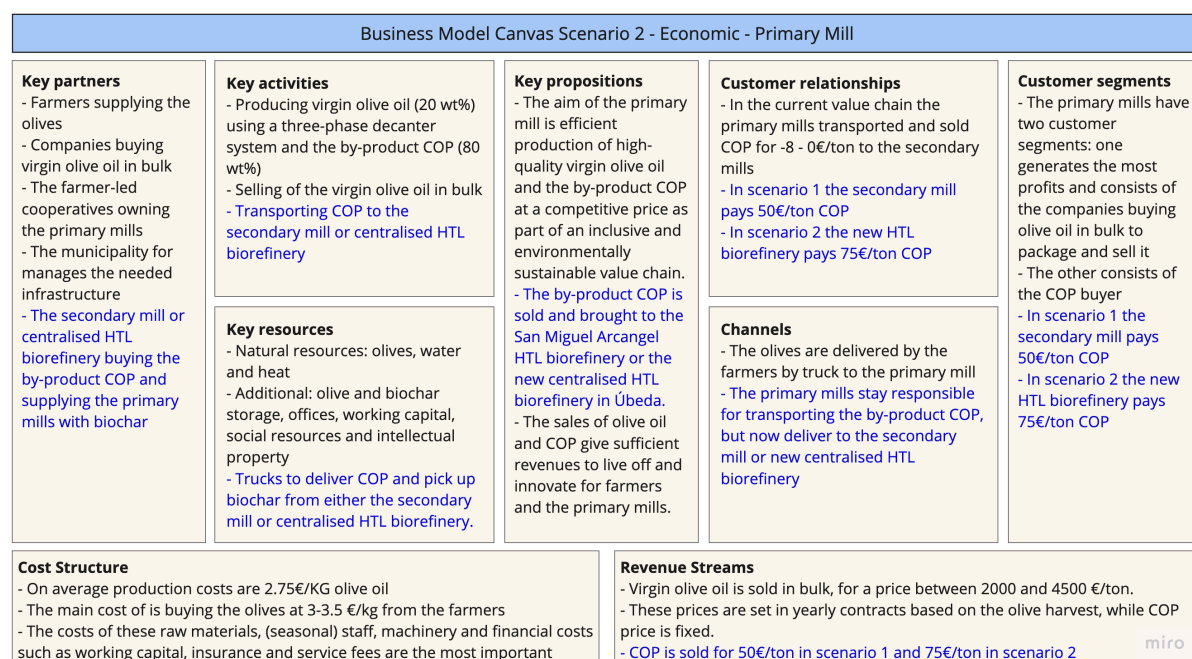 Business Model Canvas Scenario 2 - Economic - Primary Mill
Key partners
- Farmers supplying the
olives
- Companies buying
virgin olive oil in bulk
- The farmer-led
cooperatives owning
the primary mills
- The municipality for
manages the needed
infrastructure
- The secondary mill or
centralised HTL
biorefinery buying the
by-product COP and
supplying the primary
mills with biochar
Key activities
- Producing virgin olive oil (20 wt%)
using a three-phase decanter
system and the by-product COP (80
wt%)
- Selling of the virgin olive oil in bulk
- Transporting COP to the
secondary mill or centralised HTL
biorefinery
Key resources
- Natural resources: olives, water
and heat
- Additional: olive and biochar
storage, offices, working capital,
social resources and intellectual
property
- Trucks to deliver COP and pick up
biochar from either the secondary
mill or centralised HTL biorefinery.
Key propositions
- The aim of the primary
mill is efficient
production of high-
quality virgin olive oil
and the by-product COP
at a competitive price as
part of an inclusive and
environmentally
sustainable value chain.
- The by-product COP is
sold and brought to the
San Miguel Arcangel
HTL biorefinery or the
new centralised HTL
biorefinery in Úbeda.
- The sales of olive oil
and COP give sufficient
revenues to live off and
innovate for farmers
and the primary mills.
Customer relationships
- In the current value chain the
primary mills transported and sold
COP for -8 - 0€/ton to the secondary
mills
- In scenario 1 the secondary mill
pays 50€/ton COP
- In scenario 2 the new HTL
biorefinery pays 75€/ton COP
Channels
- The olives are delivered by the
farmers by truck to the primary mill
- The primary mills stay responsible
for transporting the by-product COP,
but now deliver to the secondary
mill or new centralised HTL
biorefinery
Customer segments
- The primary mills have
two customer
segments: one
generates the most
profits and consists of
the companies buying
olive oil in bulk to
package and sell it
- The other consists of
the COP buyer
- In scenario 1 the
secondary mill pays
50€/ton COP
- In scenario 2 the new
HTL biorefinery pays
75€/ton COP
Cost Structure
- On average production costs are 2.75€/KG olive oil
- The main cost of is buying the olives at 3-3.5 €/kg from the farmers
- The costs of these raw materials, (seasonal) staff, machinery and financial costs
such as working capital, insurance and service fees are the most important
Revenue Streams
- Virgin olive oil is sold in bulk, for a price between 2000 and 4500 €/ton.
- These prices are set in yearly contracts based on the olive harvest, while COP
price is fixed.
- COP is sold for 50€/ton in scenario 1 and 75€/ton in scenario 2
miro